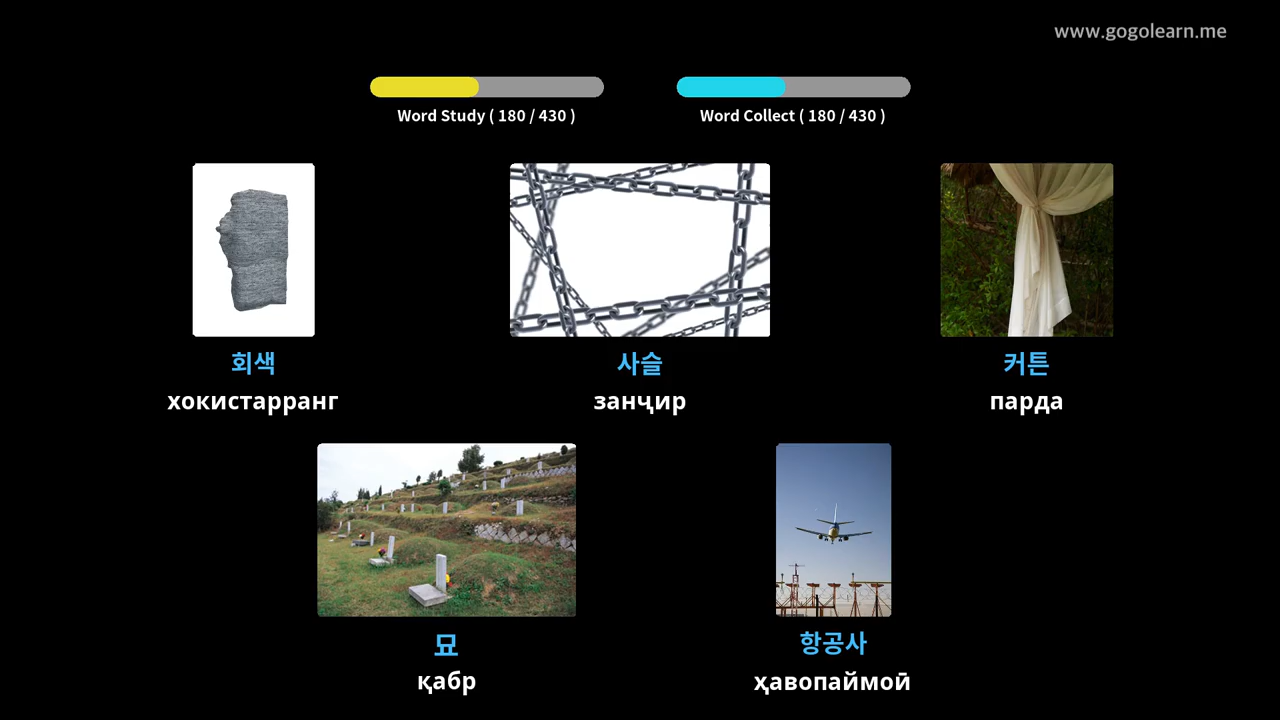 www.gogolearn.me
Word Study ( 180 / 430 )
Word Collect ( 180 / 430 )
회색
хокистарранг
사슬
занҷир
커튼
парда
묘
қабр
항공사
ҳавопаймоӣ